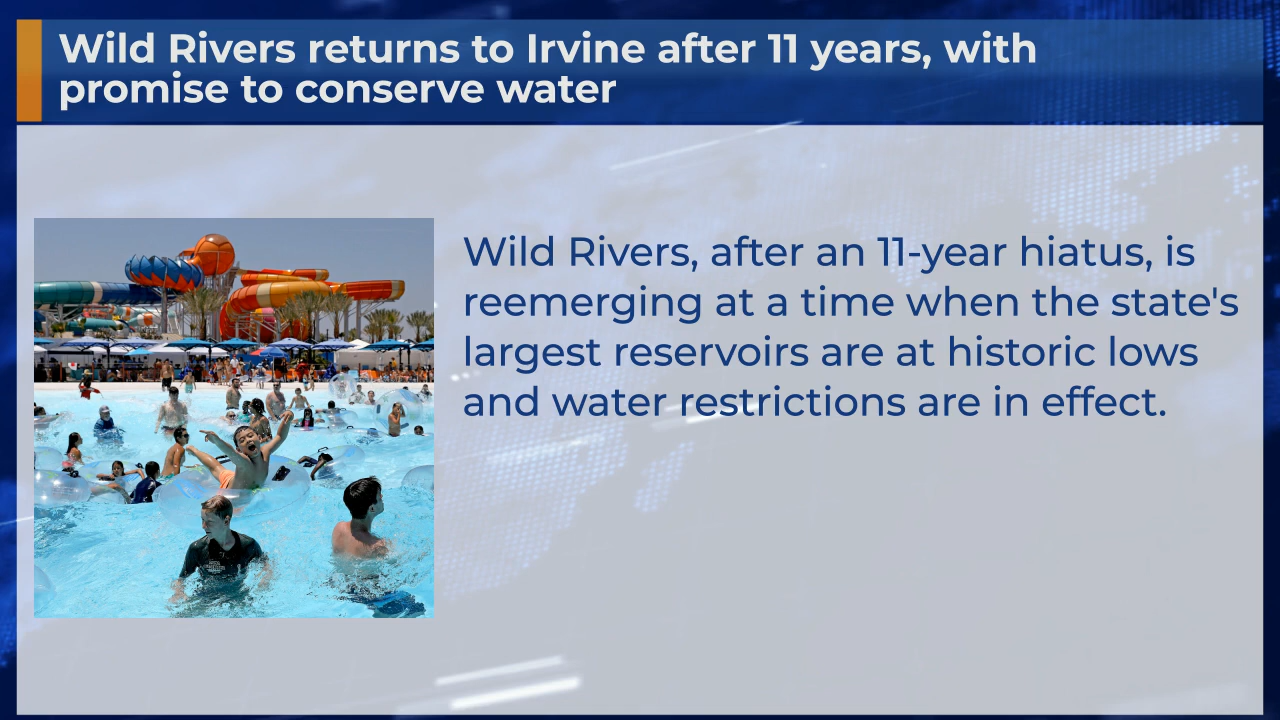 Wild Rivers returns to Irvine after 11 years, with
promise to conserve water
Wild Rivers, after an 11-year hiatus, is
reemerging at a time when the state's
largest reservoirs are at historic lows
and water restrictions are in effect.